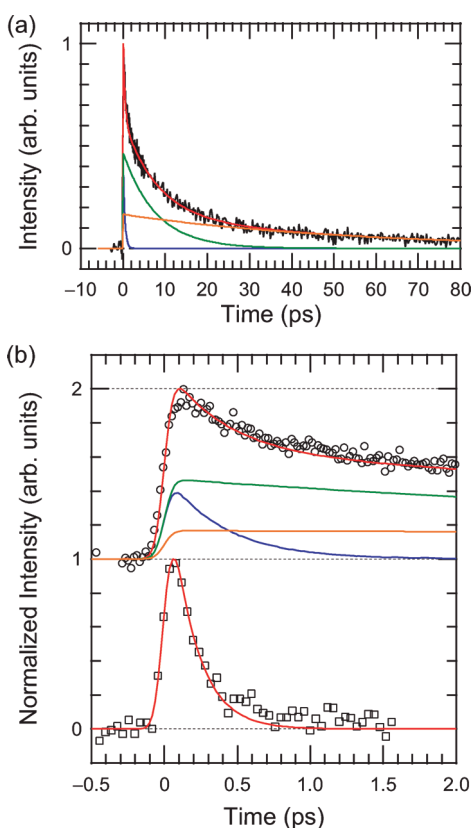 (a)
Intensity (arb. units)
1
0
−10 0 10 20 30 40 50 60 70 80
Time (ps)
(b)
Normalized Intensity (arb. units)
2
1
1
0
−0.5 0 0.5 1.0 1.5 2.0
Time (ps)